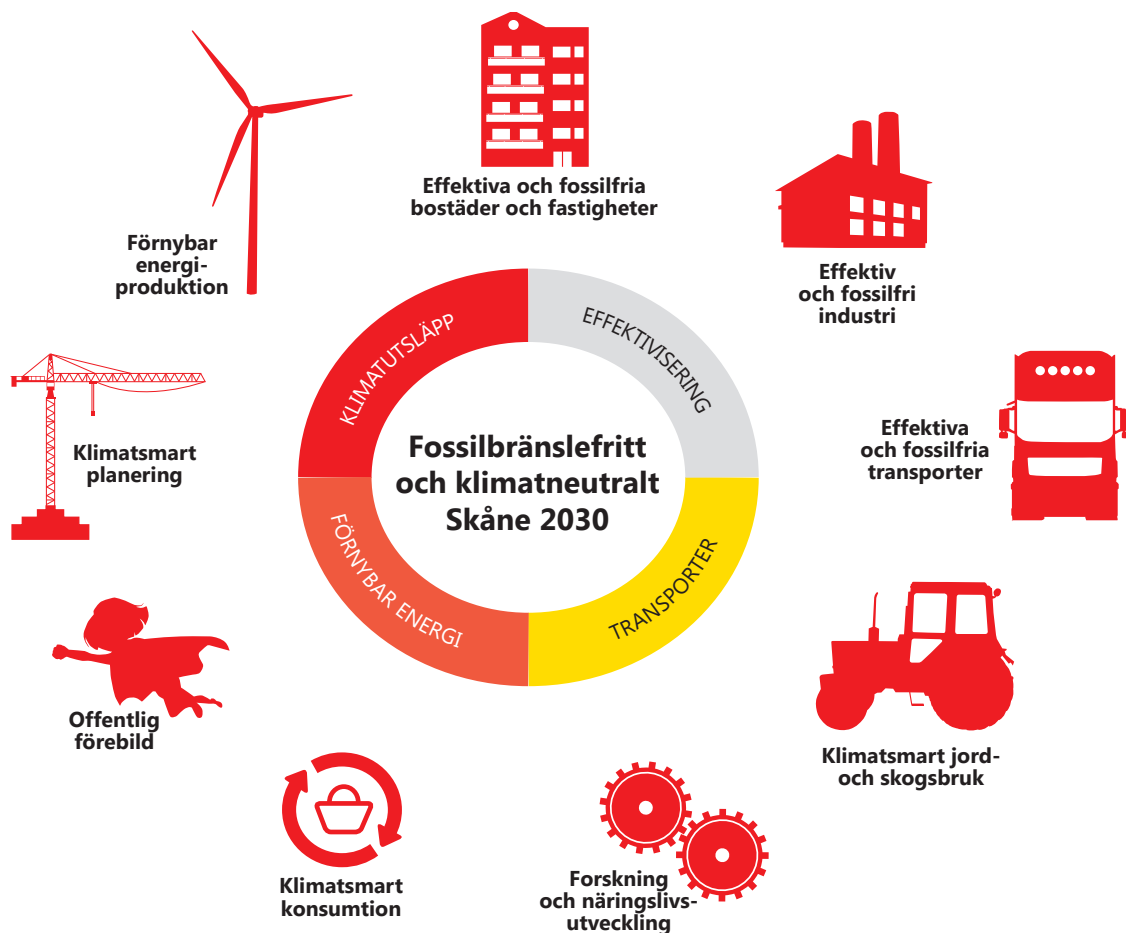 Effektiva och fossilfria
bostäder och fastigheter
Förnybar
energi-
produktion
Effektiv
och fossilfri
industri
KLIMATUTSLÄPP
EFFEKTIVISERING
Klimatsmart
planering
Fossilbränslefritt
och klimatneutralt
Skåne 2030
Effektiva
och fossilfria
transporter
FÖRNYBAR ENERGI
TRANSPORTER
Offentlig
förebild
Klimatsmart jord-
och skogsbruk
Klimatsmart
konsumtion
Forskning
och näringslivs-
utveckling